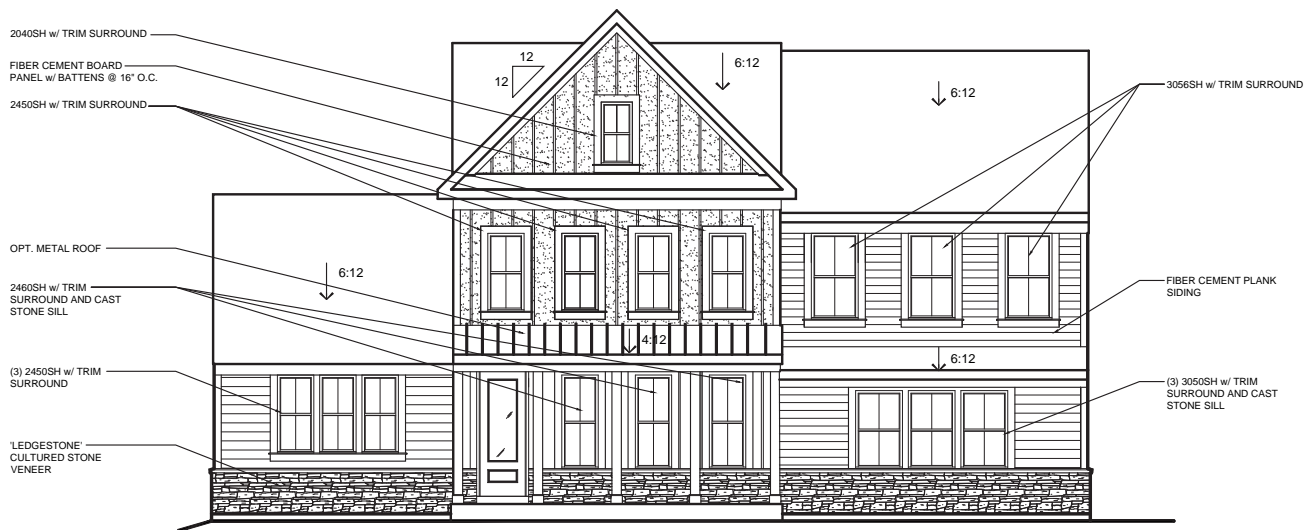 2040SH w/ TRIM SURROUND
FIBER CEMENT BOARD
PANEL w/ BATTENS @ 16" O.C.
2450SH w/ TRIM SURROUND
OPT. METAL ROOF
2460SH w/ TRIM
SURROUND AND CAST
STONE SILL
(3) 2450SH w/ TRIM
SURROUND
'LEDGESTONE'
CULTURED STONE
VENEER
12
12
6:12
6:12
6:12
4:12
6:12
3056SH w/ TRIM SURROUND
FIBER CEMENT PLANK
SIDING
(3) 3050SH w/ TRIM
SURROUND AND CAST
STONE SILL